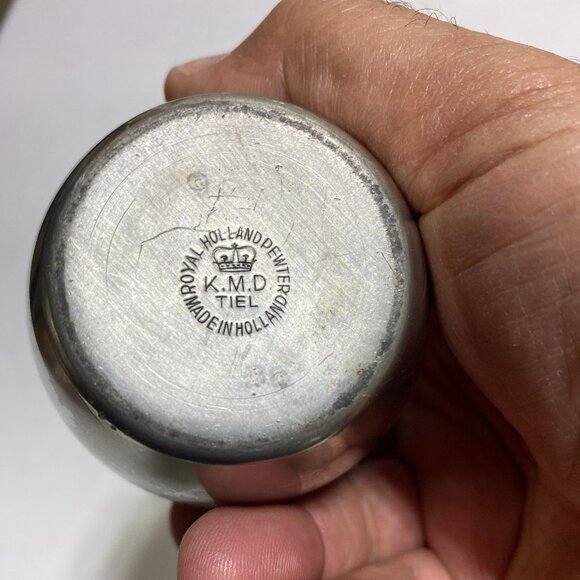 ROYAL HOLLAND PEWTER
K.M.D.
TIEL
MADE IN HOLLAND